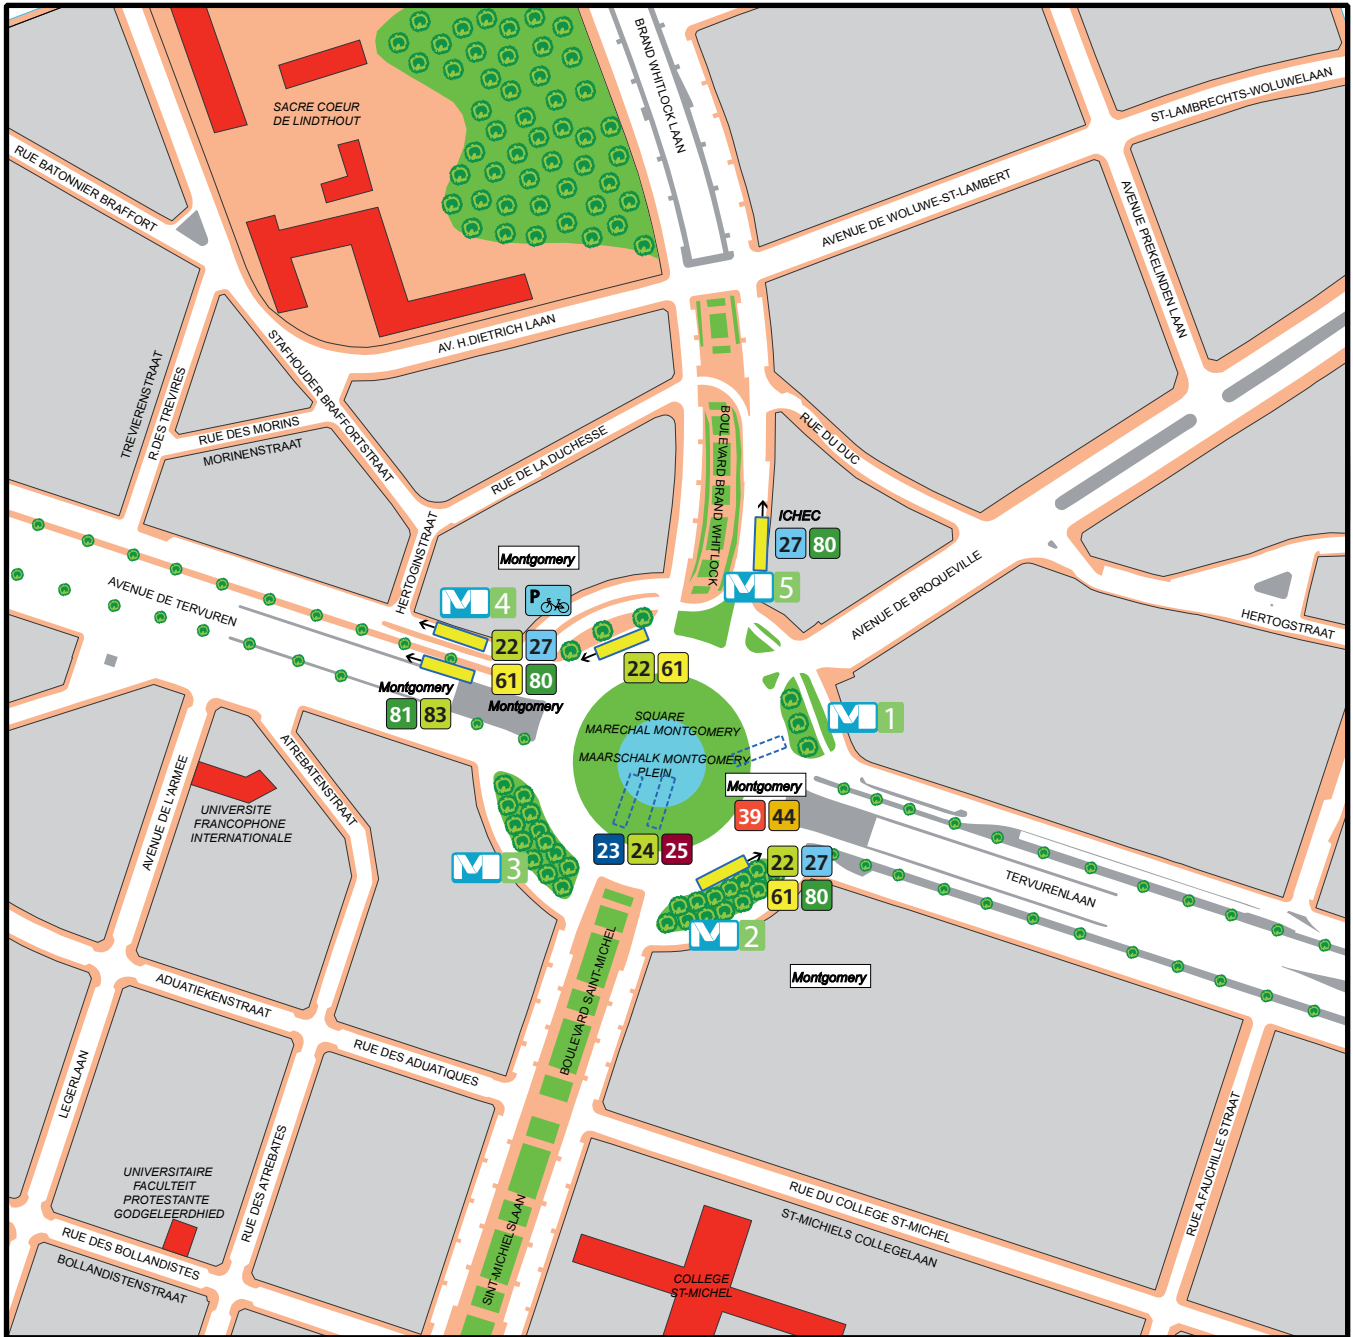 BRAND WHITLOCK LAAN
ST-LAMBRECHTS-WOLUWELAAN
SACRE COEUR
DE LINDTHOUT
RUE BATONNIER BRAFFORT
AVENUE DE WOLUWE-ST-LAMBERT
AVENUE PREKELINDEN LAAN
AV. H.DIETRICH LAAN
STAFHOUDER BRAFFORTSTRAAT
TREVIERENSTRAAT
R.DES TREVIRES
RUE DES MORINS
MORINENSTRAAT
RUE DE LA DUCHESSE
BOULEVARD BRAND WHITLOCK
RUE DU DUC
HERTOGINSTRAAT
ICHEC
27 80
Montgomery
M 5
AVENUE DE TERVUREN
M 4
P
AVENUE DE BROQUEVILLE
HERTOGSTRAAT
22 27
61 80
22 61
Montgomery
81 83
Montgomery
SQUARE
MARECHAL MONTGOMERY
MAARSCHALK MONTGOMERY
PLEIN
M 1
Montgomery
39 44
23 24 25
ATREBATENSTRAAT
AVENUE DE L'ARMEE
UNIVERSITE
FRANCOPHONE
INTERNATIONALE
M 3
22 27
61 80
TERVURENLAAN
M 2
Montgomery
BOULEVARD SAINT-MICHEL
ADUATIEKENSTRAAT
RUE DES ADUATIQUES
LEGERLAAN
RUE DES ATREBATES
RUE A.FAUCHILLE STRAAT
UNIVERSITAIRE
FACULTEIT
PROTESTANTE
GODGELEERDHIED
RUE DES BOLLANDISTES
BOLLANDISTENSTRAAT
SINT-MICHIELSLAAN
RUE DU COLLEGE ST-MICHEL
ST-MICHIELS COLLEGELAAN
COLLEGE
ST-MICHEL